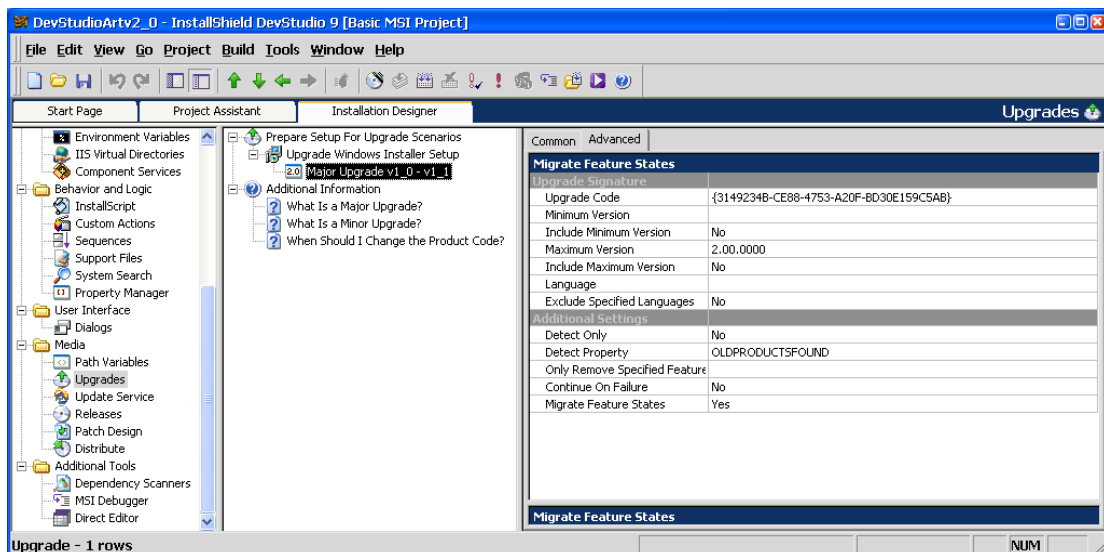 DevStudioArtv2_0 - InstallShield DevStudio 9 [Basic MSI Project]
File Edit View Go Project Build Tools Window Help
Start Page Project Assistant Installation Designer Upgrades
Environment Variables
IIS Virtual Directories
Component Services
Behavior and Logic
InstallScript
Custom Actions
Sequences
Support Files
System Search
Property Manager
User Interface
Dialogs
Media
Path Variables
Upgrades
Update Service
Releases
Patch Design
Distribute
Additional Tools
Dependency Scanners
MSI Debugger
Direct Editor
Prepare Setup For Upgrade Scenarios
Upgrade Windows Installer Setup
2.0 Major Upgrade v1_0 - v1_1
Additional Information
What Is a Major Upgrade?
What Is a Minor Upgrade?
When Should I Change the Product Code?
Common Advanced
Migrate Feature States
Upgrade Signature
Upgrade Code {3149234B-CE88-4753-A20F-BD30E159C5AB}
Minimum Version
Include Minimum Version No
Maximum Version 2.00.0000
Include Maximum Version No
Language
Exclude Specified Languages No
Additional Settings
Detect Only No
Detect Property OLDPRODUCTSFOUND
Only Remove Specified Feature
Continue On Failure No
Migrate Feature States Yes
Migrate Feature States
Upgrade - 1 rows NUM